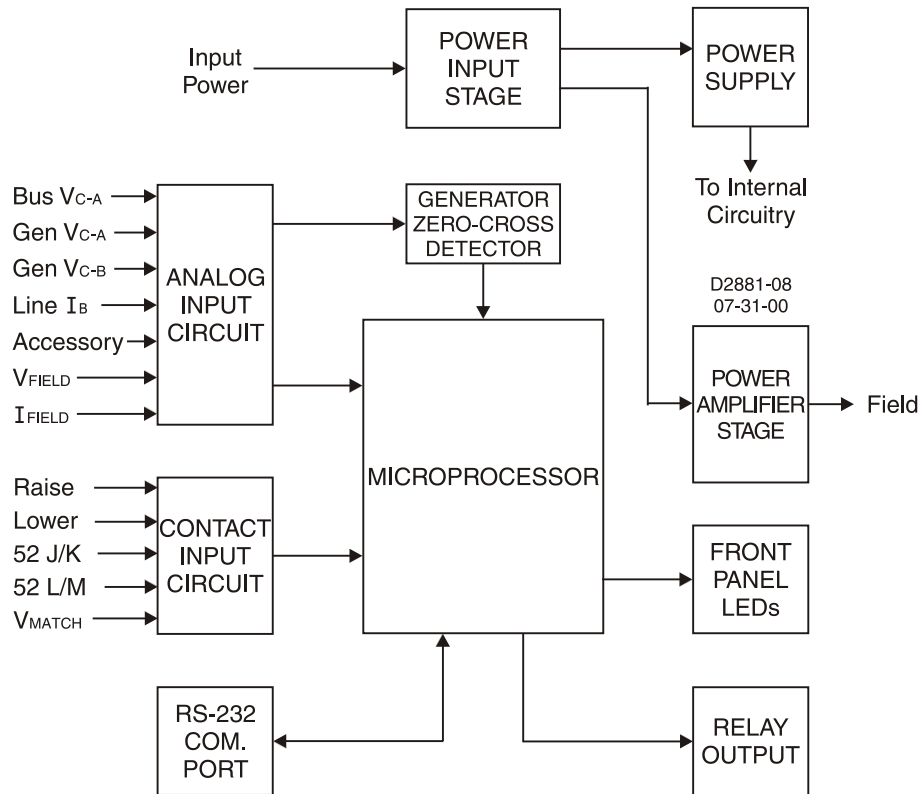 Input
Power
POWER
INPUT
STAGE
POWER
SUPPLY
To Internal
Circuitry
Bus VC-A
Gen VC-A
Gen VC-B
Line IB
Accessory
VFIELD
IFIELD
ANALOG
INPUT
CIRCUIT
GENERATOR
ZERO-CROSS
DETECTOR
D2881-08
07-31-00
POWER
AMPLIFIER
STAGE
Field
MICROPROCESSOR
Raise
Lower
52 J/K
52 L/M
VMATCH
CONTACT
INPUT
CIRCUIT
FRONT
PANEL
LEDs
RS-232
COM.
PORT
RELAY
OUTPUT